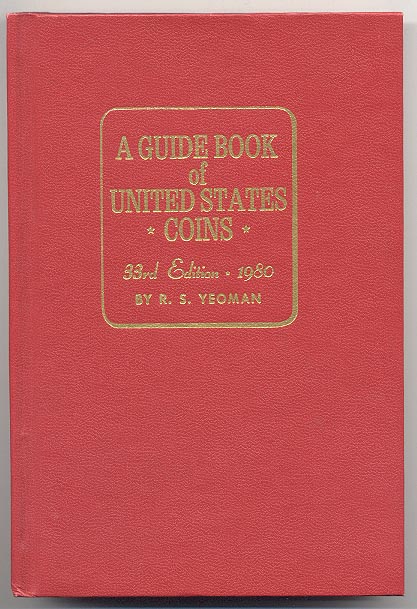 A GUIDE BOOK
of
UNITED STATES
* COINS *
33rd Edition • 1980
BY R. S. YEOMAN